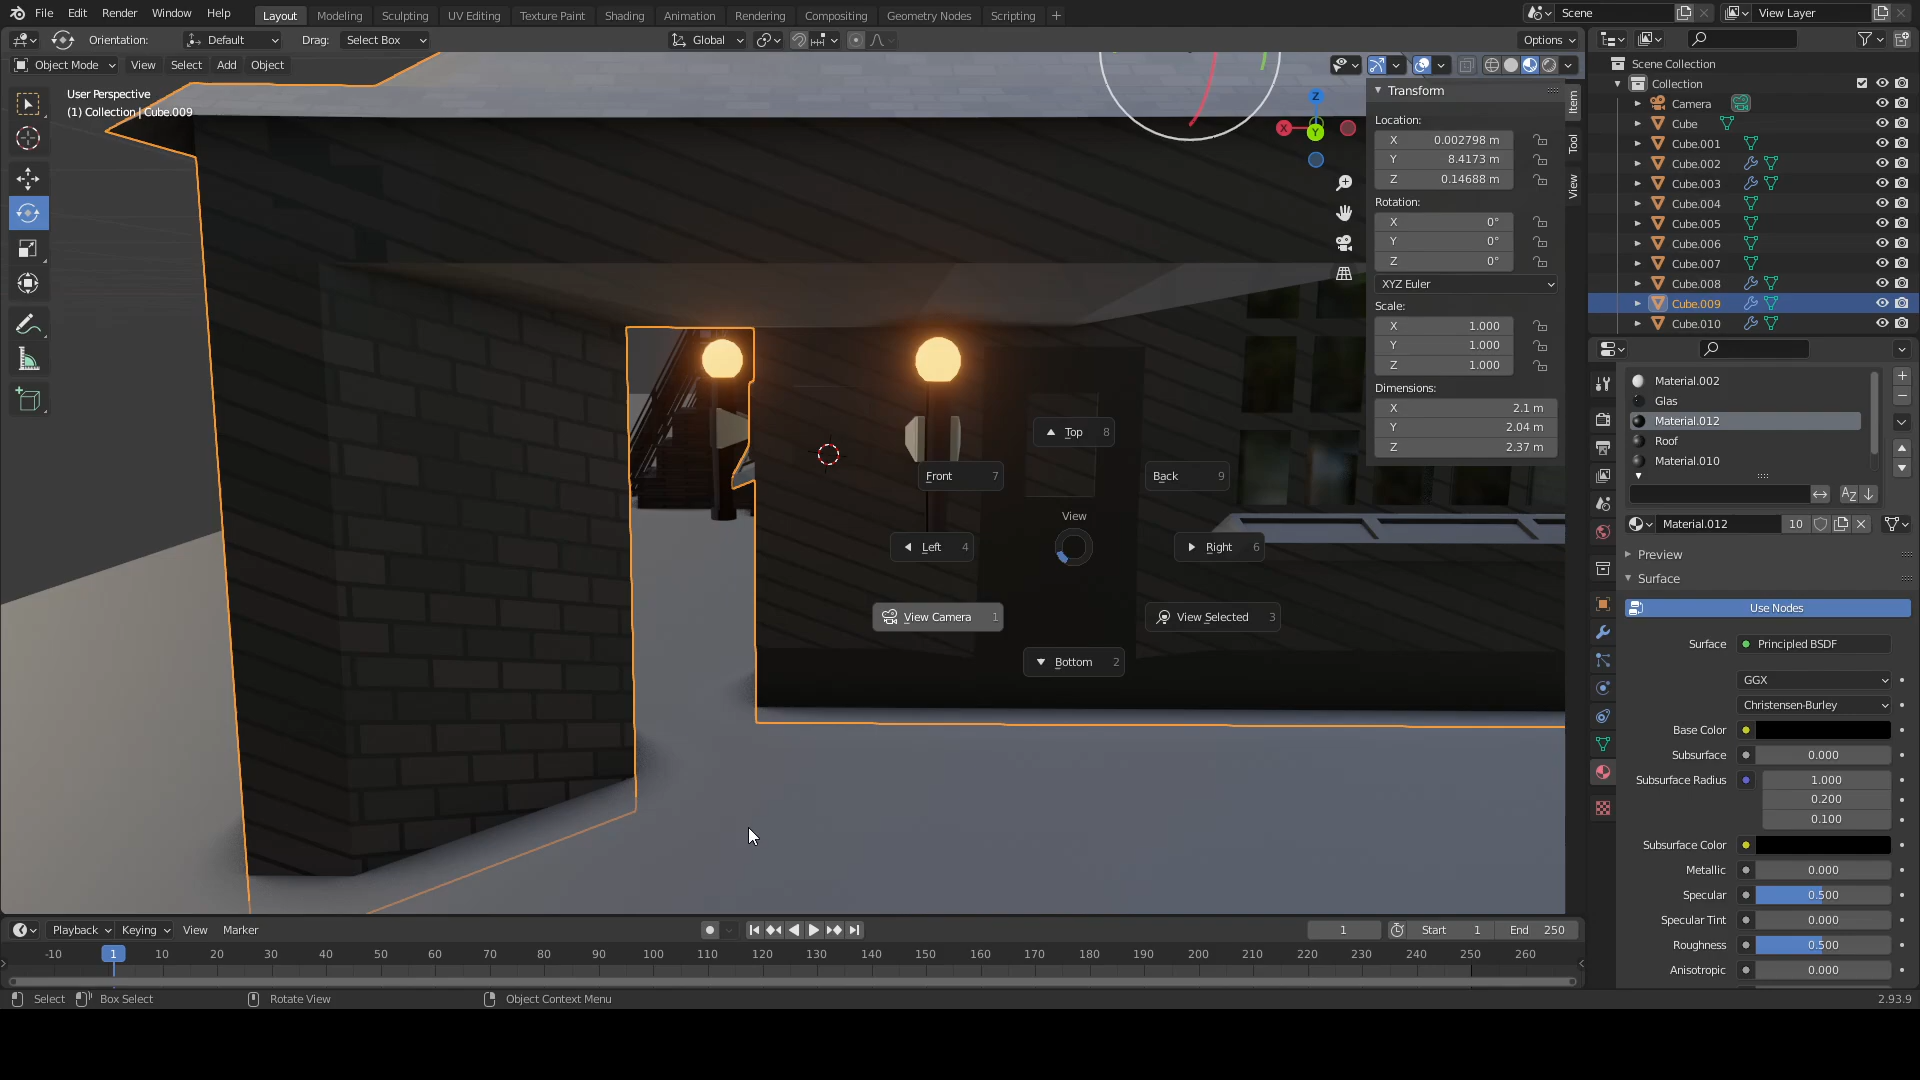 File Edit Render Window Help Layout Modeling Sculpting UV Editing Texture Paint Shading Animation Rendering Compositing Geometry Nodes Scripting + Scene View Layer
Orientation: Default Drag: Select Box Global Options
Object Mode View Select Add Object
User Perspective
(1) Collection | Cube.009
Z
X
Y
Transform
Location:
X 0.002798 m
Y 8.4173 m
Z 0.14688 m
Rotation:
X 0°
Y 0°
Z 0°
XYZ Euler
Scale:
X 1.000
Y 1.000
Z 1.000
Dimensions:
X 2.1 m
Y 2.04 m
Z 2.37 m
Item
Tool
View
Top 8
Front 7
Back 9
View
Left 4
Right 6
View Camera 1
View Selected 3
Bottom 2
Scene Collection
Collection
Camera
Cube
Cube.001
Cube.002
Cube.003
Cube.004
Cube.005
Cube.006
Cube.007
Cube.008
Cube.009
Cube.010
Material.002
Glas
Material.012
Roof
Material.010
AZ
Material.012 10
Preview
Surface
Use Nodes
Surface Principled BSDF
GGX
Christensen-Burley
Base Color
Subsurface 0.000
Subsurface Radius 1.000
0.200
0.100
Subsurface Color
Metallic 0.000
Specular 0.500
Specular Tint 0.000
Roughness 0.500
Anisotropic 0.000
Playback Keying View Marker 1 Start 1 End 250
-10 1 10 20 30 40 50 60 70 80 90 100 110 120 130 140 150 160 170 180 190 200 210 220 230 240 250 260
Select Box Select Rotate View Object Context Menu 2.93.9